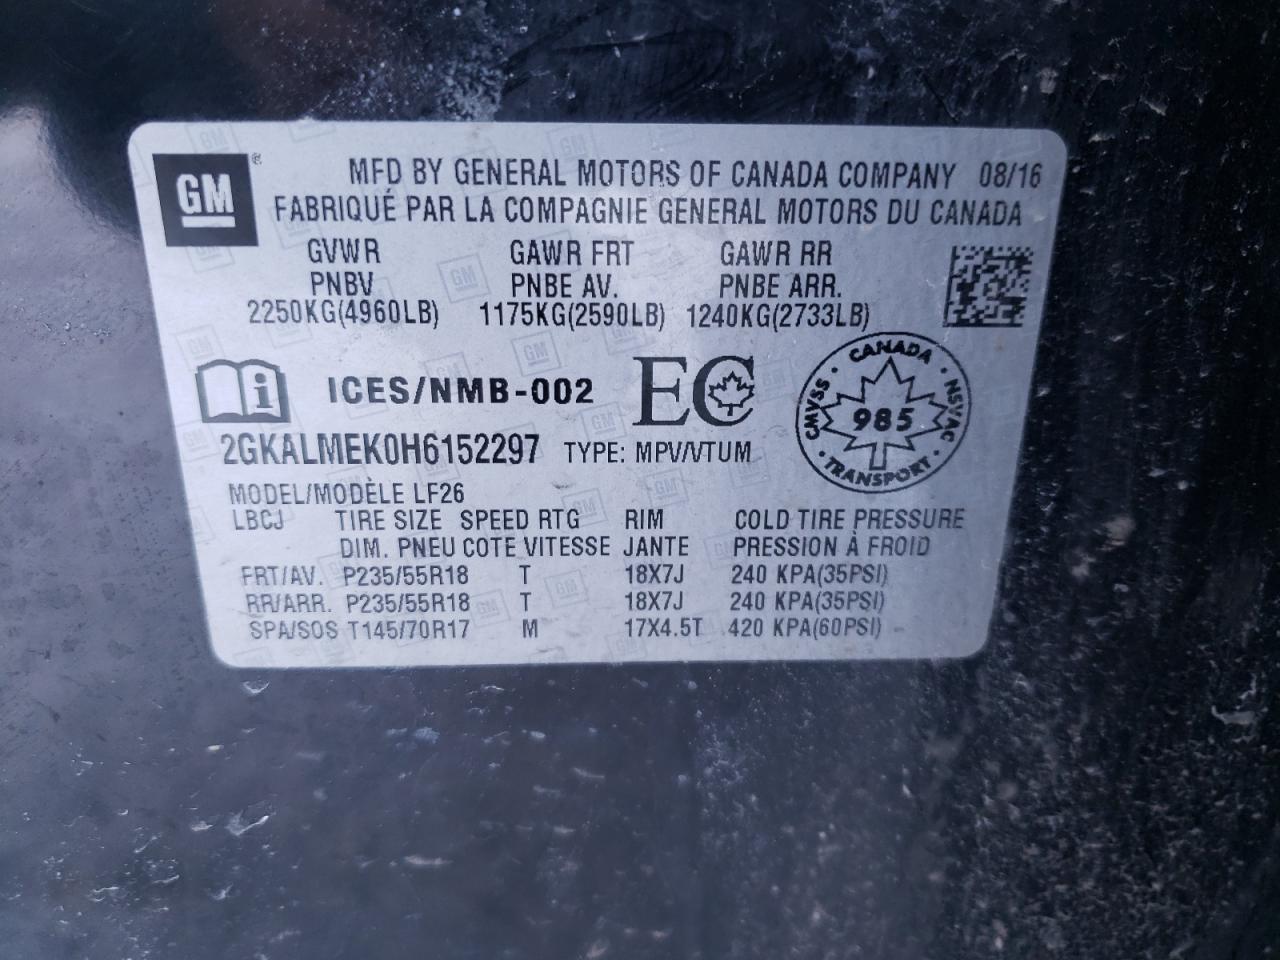 GM ®
MFD BY GENERAL MOTORS OF CANADA COMPANY 08/16
FABRIQUÉ PAR LA COMPAGNIE GENERAL MOTORS DU CANADA
GVWR GAWR FRT GAWR RR
PNBV PNBE AV. PNBE ARR.
2250KG(4960LB) 1175KG(2590LB) 1240KG(2733LB)
i ICES/NMB-002 EC
CANADA
CMVSS 985 NSVAC
TRANSPORT
2GKALMEK0H6152297 TYPE: MPV/VTUM
MODEL/MODÈLE LF26
LBCJ TIRE SIZE SPEED RTG RIM COLD TIRE PRESSURE
DIM. PNEU COTE VITESSE JANTE PRESSION À FROID
FRT/AV. P235/55R18 T 18X7J 240 KPA(35PSI)
RR/ARR. P235/55R18 T 18X7J 240 KPA(35PSI)
SPA/SOS T145/70R17 M 17X4.5T 420 KPA(60PSI)